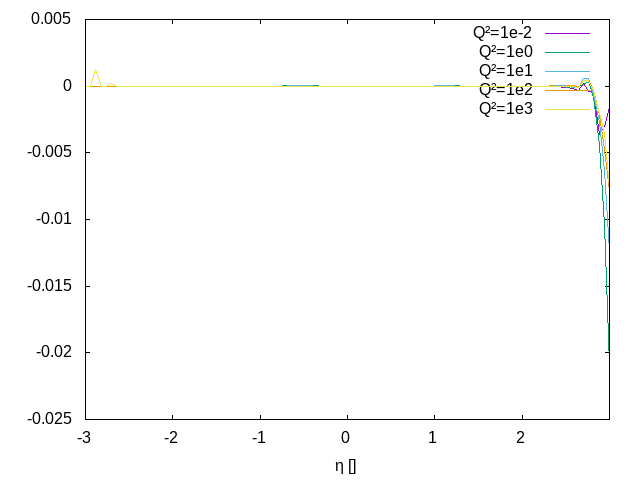 0.005
0
-0.005
-0.01
-0.015
-0.02
-0.025
-3
-2
-1
0
1
2
η []
Q²=1e-2
Q²=1e0
Q²=1e1
Q²=1e2
Q²=1e3